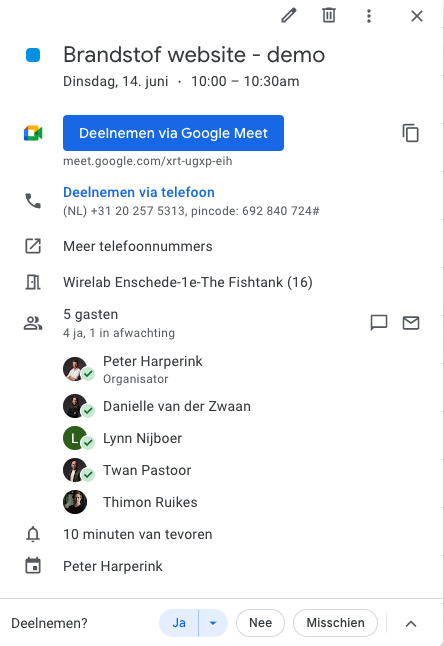 Brandstof website - demo
Dinsdag, 14. juni · 10:00 – 10:30am
Deelnemen via Google Meet
meet.google.com/xrt-ugxp-eih
Deelnemen via telefoon
(NL) +31 20 257 5313, pincode: 692 840 724#
Meer telefoonnummers
Wirelab Enschede-1e-The Fishtank (16)
5 gasten
4 ja, 1 in afwachting
Peter Harperink
Organisator
Danielle van der Zwaan
L Lynn Nijboer
Twan Pastoor
Thimon Ruikes
10 minuten van tevoren
Peter Harperink
Deelnemen? Ja Nee Misschien